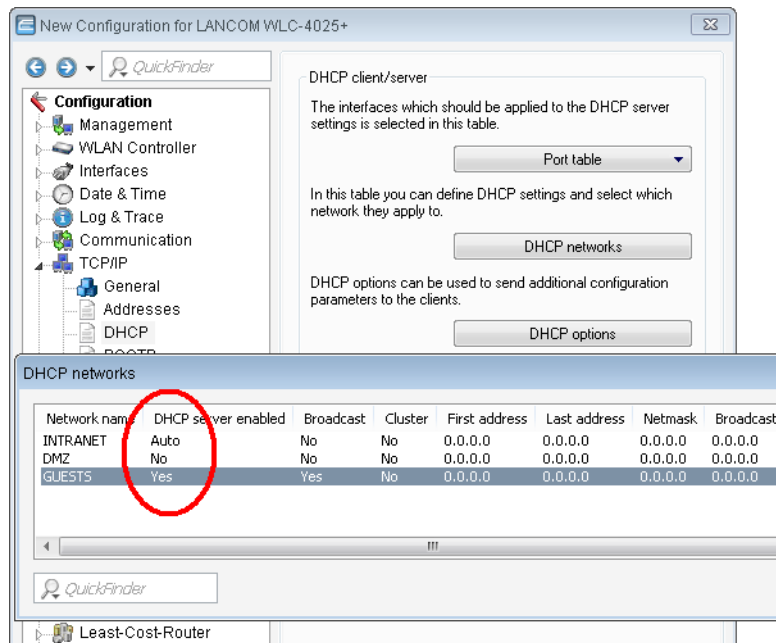 New Configuration for LANCOM WLC-4025+
QuickFinder
Configuration
Management
WLAN Controller
Interfaces
Date & Time
Log & Trace
Communication
TCP/IP
General
Addresses
DHCP
BOOTP
DHCP client/server
The interfaces which should be applied to the DHCP server
settings is selected in this table.
Port table
In this table you can define DHCP settings and select which
network they apply to.
DHCP networks
DHCP options can be used to send additional configuration
parameters to the clients.
DHCP options
DHCP networks
Network name DHCP server enabled Broadcast Cluster First address Last address Netmask Broadcast
INTRANET Auto No No 0.0.0.0 0.0.0.0 0.0.0.0 0.0.0.0
DMZ No No No 0.0.0.0 0.0.0.0 0.0.0.0 0.0.0.0
GUESTS Yes Yes No 0.0.0.0 0.0.0.0 0.0.0.0 0.0.0.0
QuickFinder
Least-Cost-Router